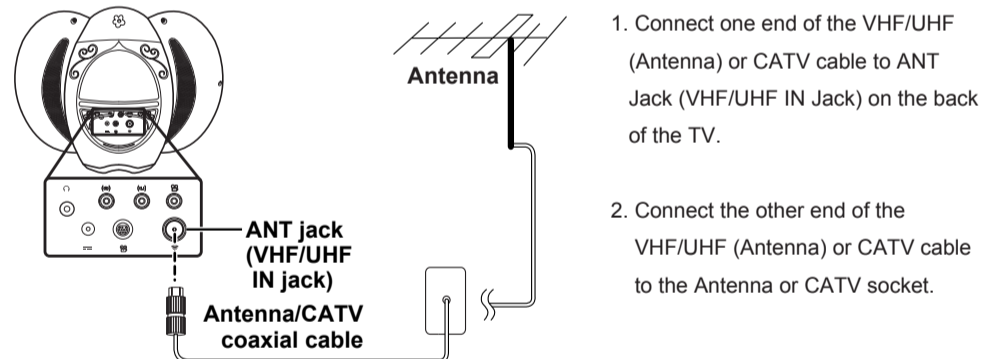 Antenna
ANT jack
(VHF/UHF
IN jack)
Antenna/CATV
coaxial cable
1. Connect one end of the VHF/UHF
(Antenna) or CATV cable to ANT
Jack (VHF/UHF IN Jack) on the back
of the TV.
2. Connect the other end of the
VHF/UHF (Antenna) or CATV cable
to the Antenna or CATV socket.